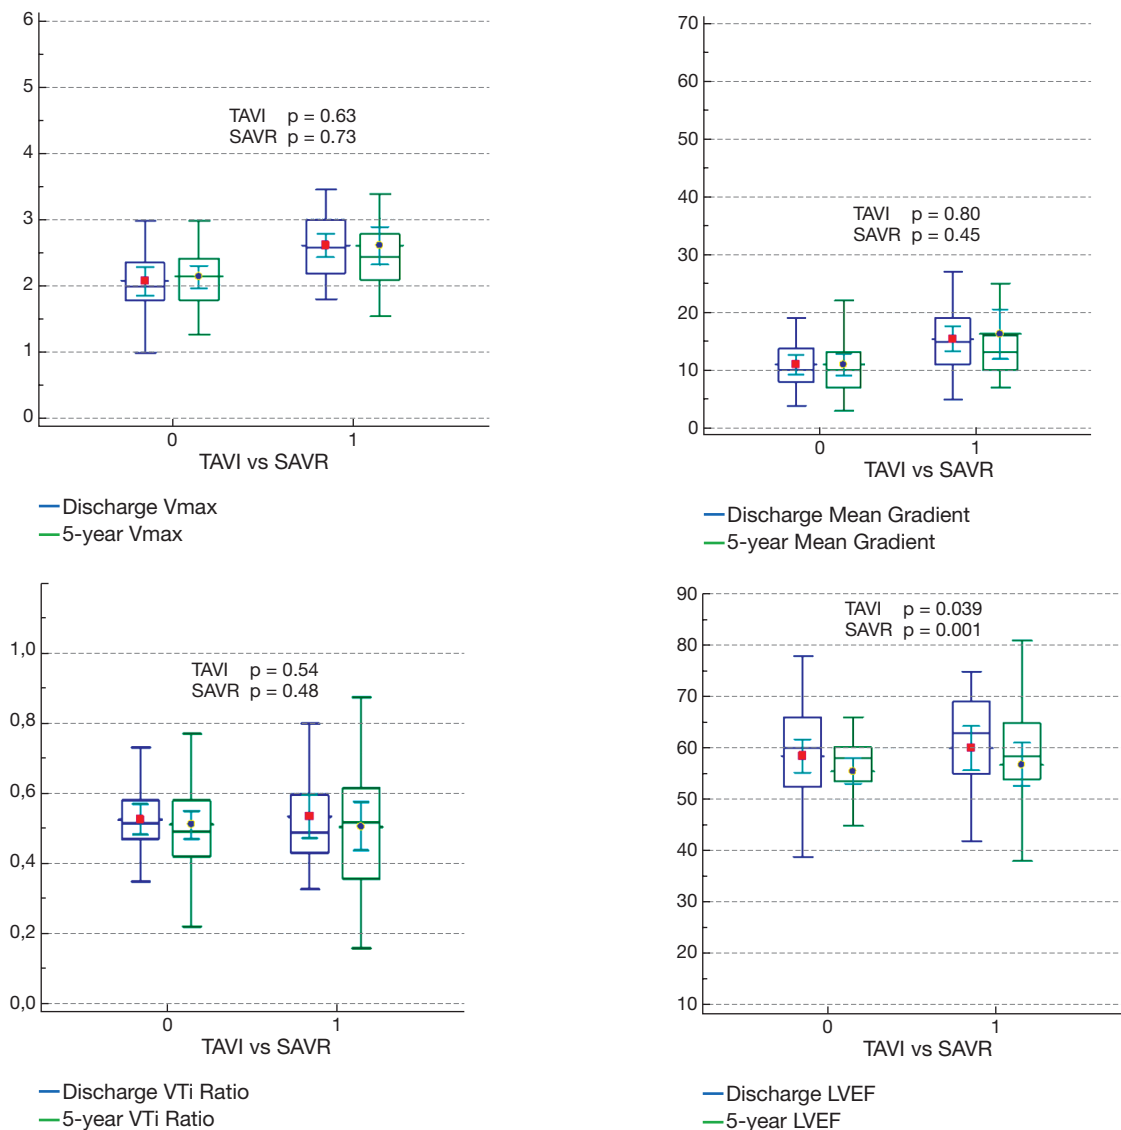 6
5
4
3
2
1
0
TAVI p = 0.63
SAVR p = 0.73
0 1
TAVI vs SAVR
Discharge Vmax
5-year Vmax
70
60
50
40
30
20
10
0
TAVI p = 0.80
SAVR p = 0.45
0 1
TAVI vs SAVR
Discharge Mean Gradient
5-year Mean Gradient
1,0
0,8
0,6
0,4
0,2
0,0
TAVI p = 0.54
SAVR p = 0.48
0 1
TAVI vs SAVR
Discharge VTi Ratio
5-year VTi Ratio
90
80
70
60
50
40
30
20
10
TAVI p = 0.039
SAVR p = 0.001
0 1
TAVI vs SAVR
Discharge LVEF
5-year LVEF